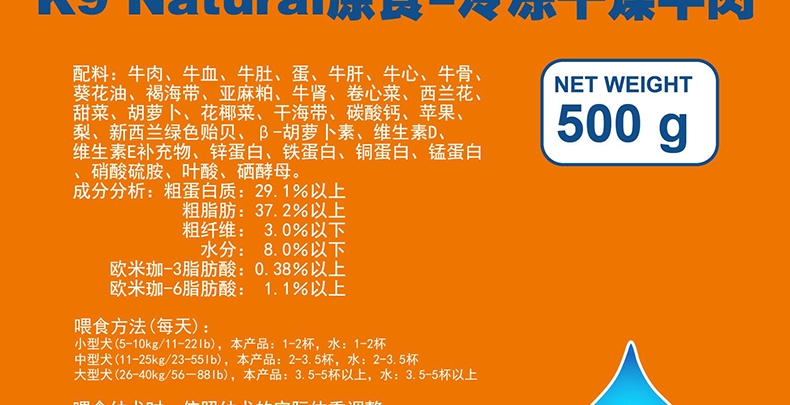 K9 Natural原食-冷冻干燥牛肉
NET WEIGHT
500 g
配料：牛肉、牛血、牛肚、蛋、牛肝、牛心、牛骨、
葵花油、褐海带、亚麻粕、牛肾、卷心菜、西兰花、
甜菜、胡萝卜、花椰菜、干海带、碳酸钙、苹果、
梨、新西兰绿色贻贝、β-胡萝卜素、维生素D、
维生素E补充物、锌蛋白、铁蛋白、铜蛋白、锰蛋白
、硝酸硫胺、叶酸、硒酵母。
成分分析：粗蛋白质：29.1%以上
粗脂肪：37.2%以上
粗纤维：3.0%以下
水分：8.0%以下
欧米珈-3脂肪酸：0.38%以上
欧米珈-6脂肪酸：1.1%以上
喂食方法(每天)：
小型犬(5-10kg/11-22lb)，本产品：1-2杯，水：1-2杯
中型犬(11-25kg/23-55lb)，本产品：2-3.5杯，水：2-3.5杯
大型犬(26-40kg/56-88lb)，本产品：3.5-5杯以上，水：3.5-5杯以上